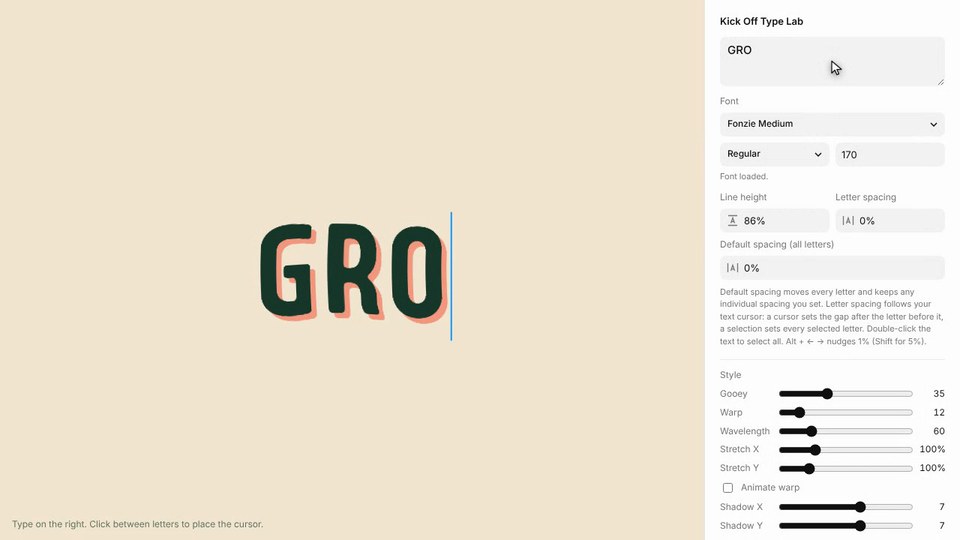 GRO
Type on the right. Click between letters to place the cursor.
Kick Off Type Lab
GRO
Font
Fonzie Medium
Regular
170
Font loaded.
Line height
Letter spacing
86%
0%
Default spacing (all letters)
0%
Default spacing moves every letter and keeps any
individual spacing you set. Letter spacing follows your
text cursor: a cursor sets the gap after the letter before it,
a selection sets every selected letter. Double-click the
text to select all. Alt + ← → nudges 1% (Shift for 5%).
Style
Gooey 35
Warp 12
Wavelength 60
Stretch X 100%
Stretch Y 100%
Animate warp
Shadow X 7
Shadow Y 7